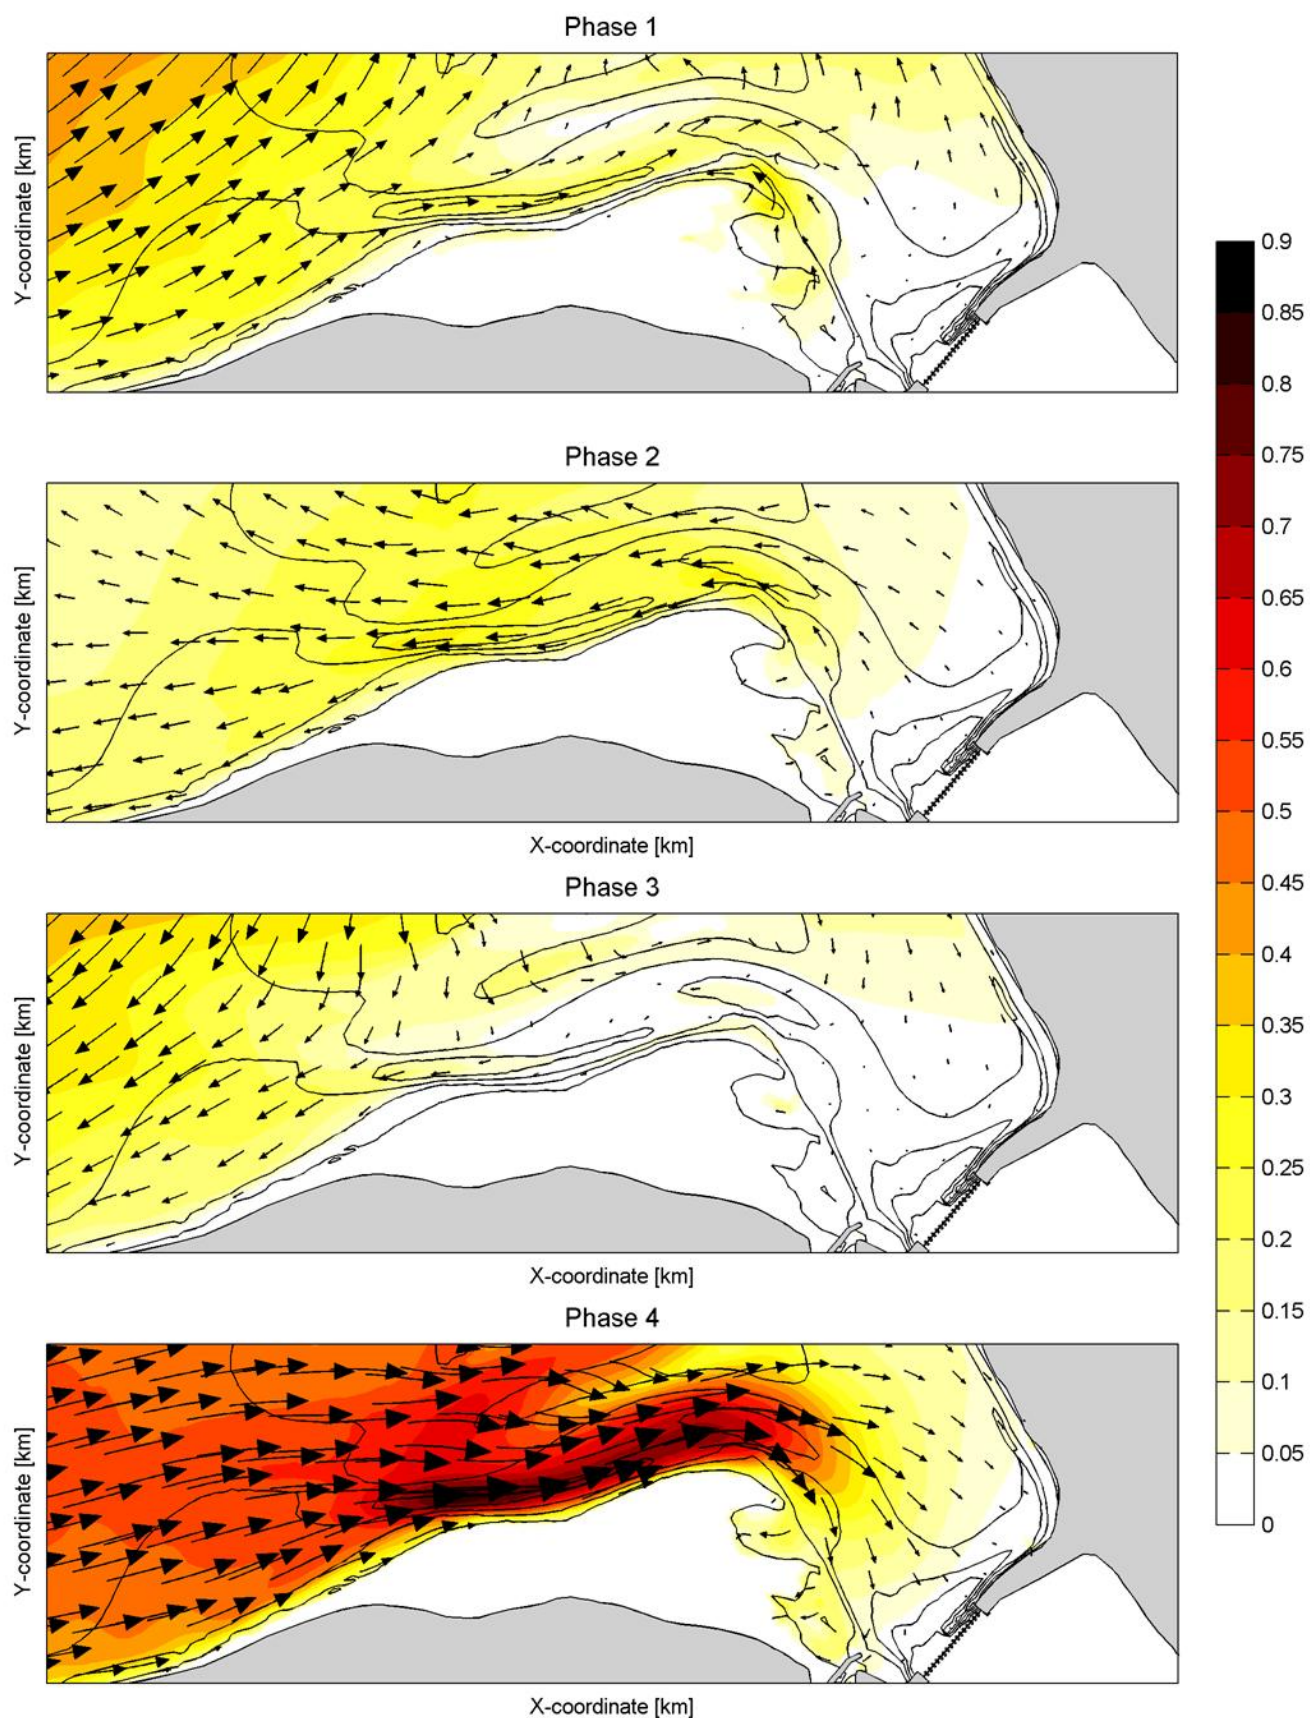 Phase 1
Y-coordinate [km]
Phase 2
Y-coordinate [km]
X-coordinate [km]
Phase 3
Y-coordinate [km]
X-coordinate [km]
Phase 4
Y-coordinate [km]
X-coordinate [km]
0.9
0.85
0.8
0.75
0.7
0.65
0.6
0.55
0.5
0.45
0.4
0.35
0.3
0.25
0.2
0.15
0.1
0.05
0